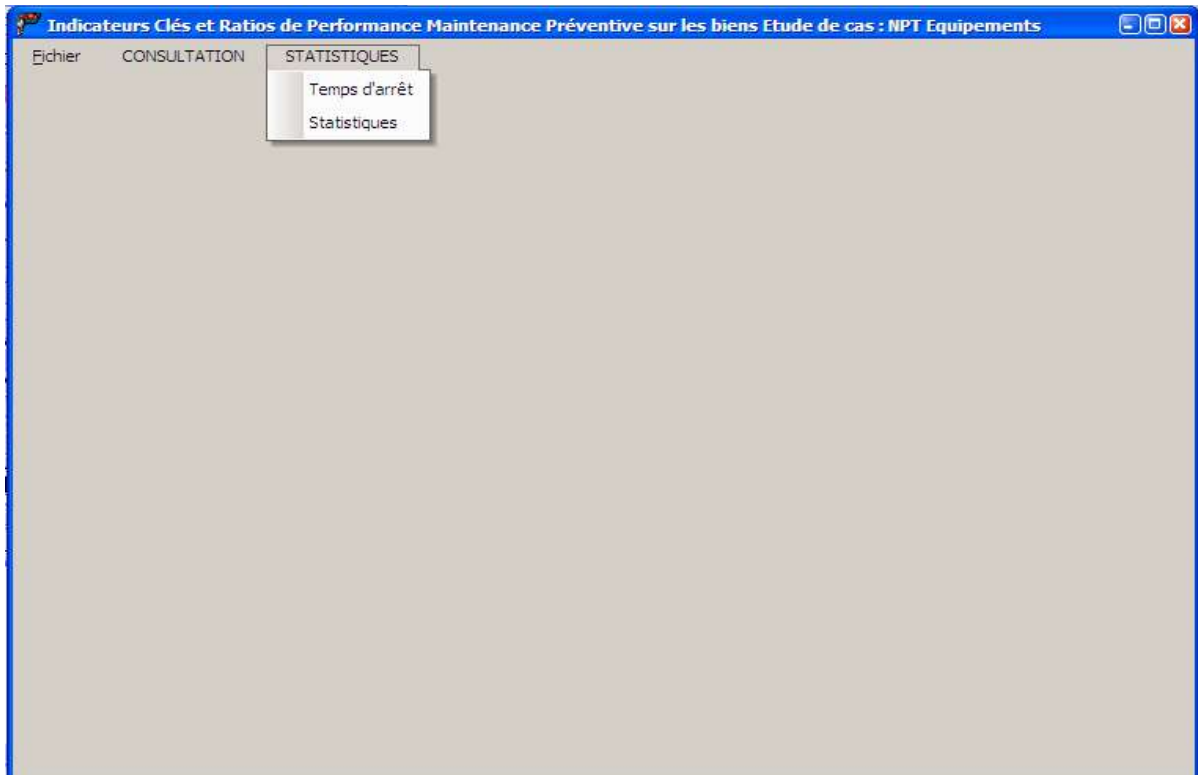 Indicateurs Clés et Ratios de Performance Maintenance Préventive sur les biens Etude de cas : NPT Equipements
Fichier CONSULTATION STATISTIQUES
Temps d'arrêt
Statistiques